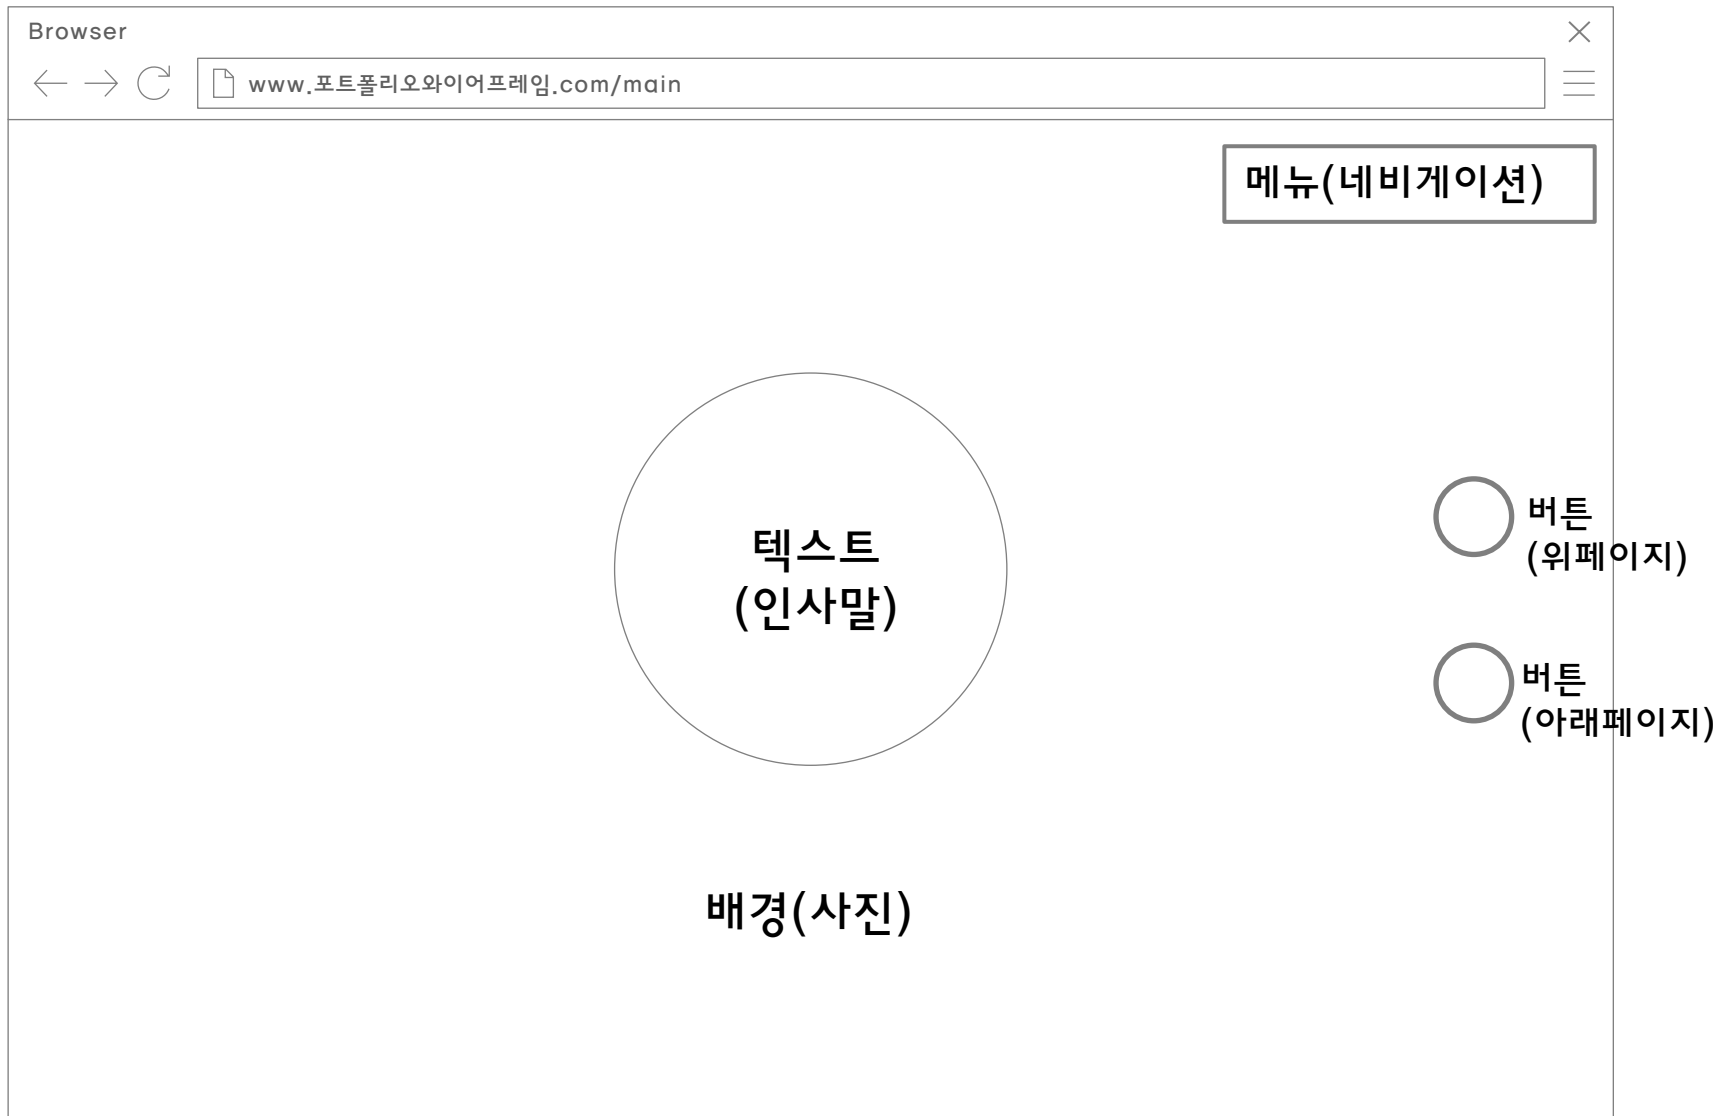 Browser
www.포트폴리오와이어프레임.com/main
메뉴(네비게이션)
텍스트
(인사말)
버튼
(위페이지)
버튼
(아래페이지)
배경(사진)